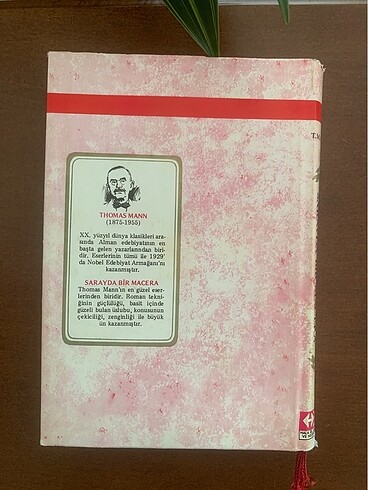 THOMAS MANN
(1875-1955)
XX. yüzyıl dünya klasikleri ara-
sında Alman edebiyatının en
başta gelen yazarlarından biri-
dir. Eserlerinin tümü ile 1929'
da Nobel Edebiyat Armağanı'nı
kazanmıştır.
SARAYDA BİR MACERA
Thomas Mann'ın en güzel eser-
lerinden biridir. Roman tekni-
ğinin güçlülüğü, basit içinde
güzeli bulan üslubu, konusunun
çekiciliği, zenginliği ile büyük
ün kazanmıştır.